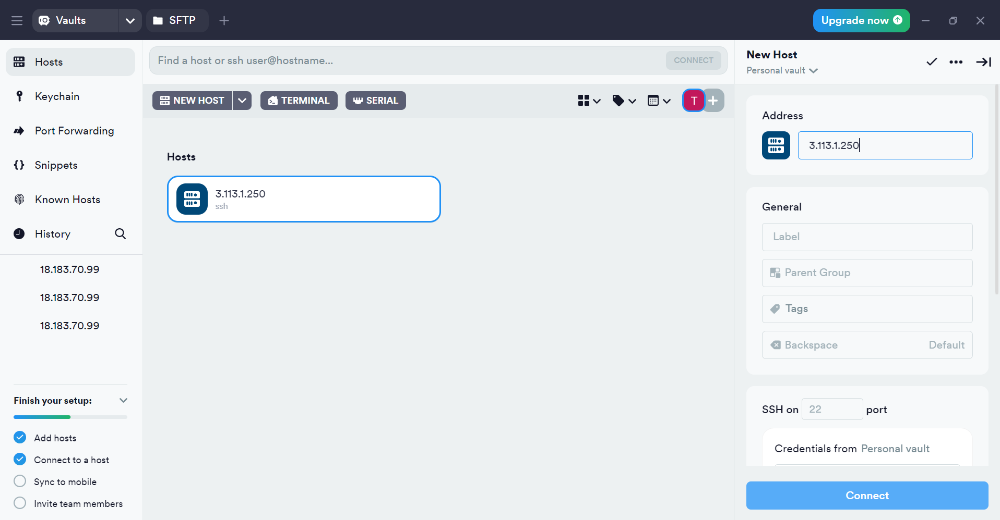 Vaults
SFTP
Upgrade now
Hosts
Keychain
Port Forwarding
Snippets
Known Hosts
History
18.183.70.99
18.183.70.99
18.183.70.99
Finish your setup:
Add hosts
Connect to a host
Sync to mobile
Invite team members
Find a host or ssh user@hostname...
CONNECT
NEW HOST
TERMINAL
SERIAL
T
Hosts
3.113.1.250
ssh
New Host
Personal vault
Address
3.113.1.250
General
Label
Parent Group
Tags
Backspace Default
SSH on 22 port
Credentials from Personal vault
Connect